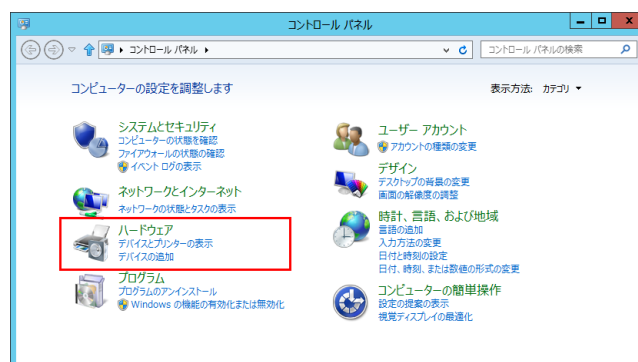 コントロール パネル
コントロール パネル
コントロール パネルの検索
コンピューターの設定を調整します
表示方法: カテゴリ
システムとセキュリティ
コンピューターの状態を確認
ファイアウォールの状態の確認
イベント ログの表示
ネットワークとインターネット
ネットワークの状態とタスクの表示
ハードウェア
デバイスとプリンターの表示
デバイスの追加
プログラム
プログラムのアンインストール
Windows の機能の有効化または無効化
ユーザー アカウント
アカウントの種類の変更
デザイン
デスクトップの背景の変更
画面の解像度の調整
時計、言語、および地域
言語の追加
入力方法の変更
日付と時刻の設定
日付、時刻、または数値の形式の変更
コンピューターの簡単操作
設定の提案の表示
視覚ディスプレイの最適化